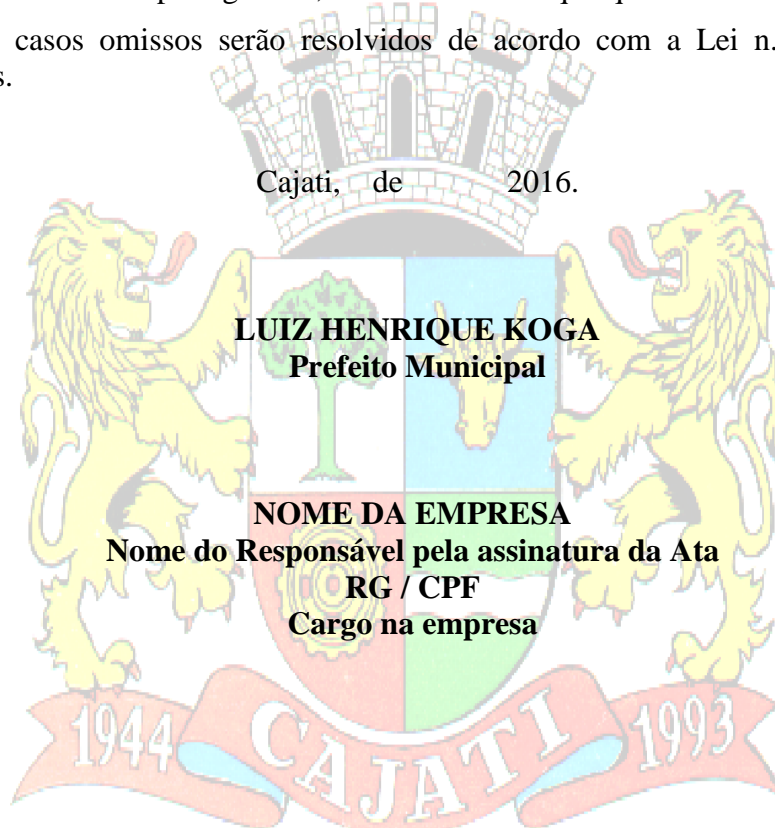 casos omissos serão resolvidos de acordo com a Lei n.
s.
Cajati, de 2016.
LUIZ HENRIQUE KOGA
Prefeito Municipal
NOME DA EMPRESA
Nome do Responsável pela assinatura da Ata
RG / CPF
Cargo na empresa
1944 CAJATI 1993